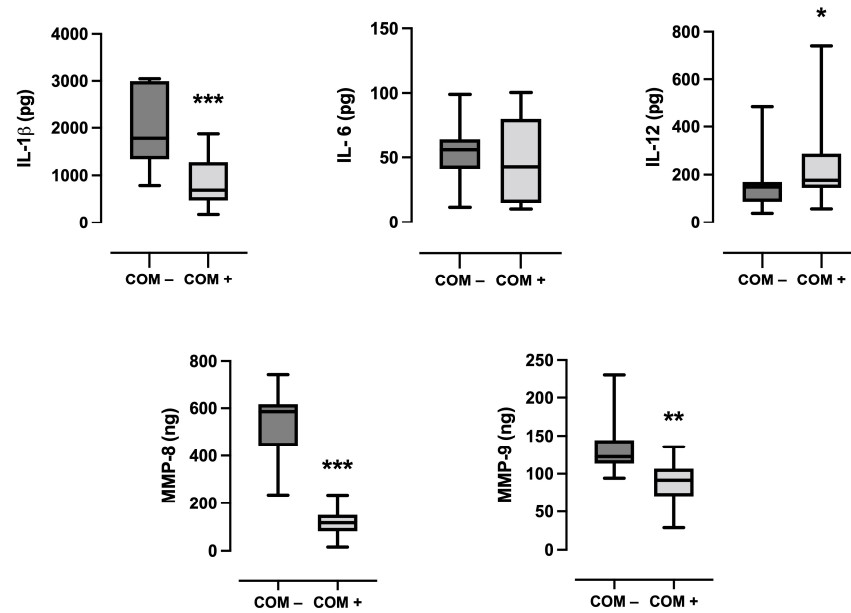 IL-1β (pg)
4000
3000
2000
1000
0
***
COM – COM +
IL- 6 (pg)
150
100
50
0
COM – COM +
IL-12 (pg)
800
600
400
200
0
*
COM – COM +
MMP-8 (ng)
800
600
400
200
0
***
COM – COM +
MMP-9 (ng)
250
200
150
100
50
0
**
COM – COM +